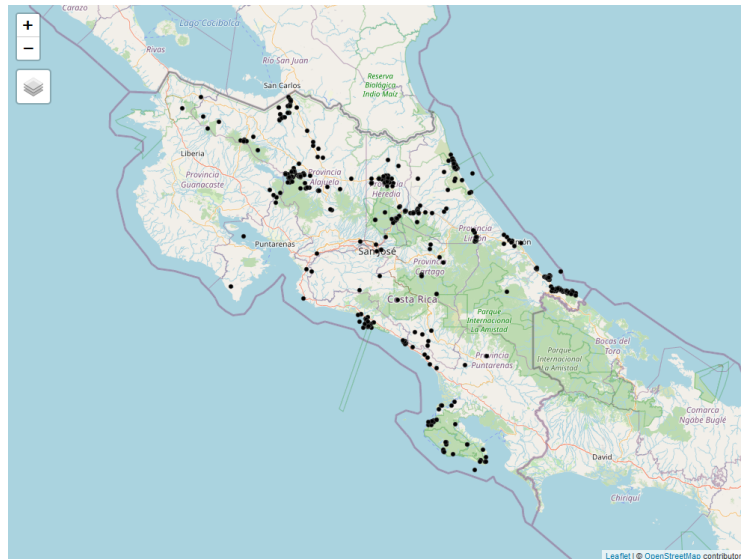 Carazo
Lago Cocibolca
Rivas
+
−
Río San Juan
San Carlos
Reserva
Biológica
Indio Maíz
Liberia
Provincia
Guanacaste
Provincia
Alajuela
Heredia
Puntarenas
San José
Provincia
Limón
Provincia
Cartago
Costa Rica
Parque
Internacional
La Amistad
Provincia
Puntarenas
Parque
Internacional
La Amistad
Bocas del
Toro
Comarca
Ngäbe Buglé
David
Chiriquí
Leaflet | © OpenStreetMap contributor